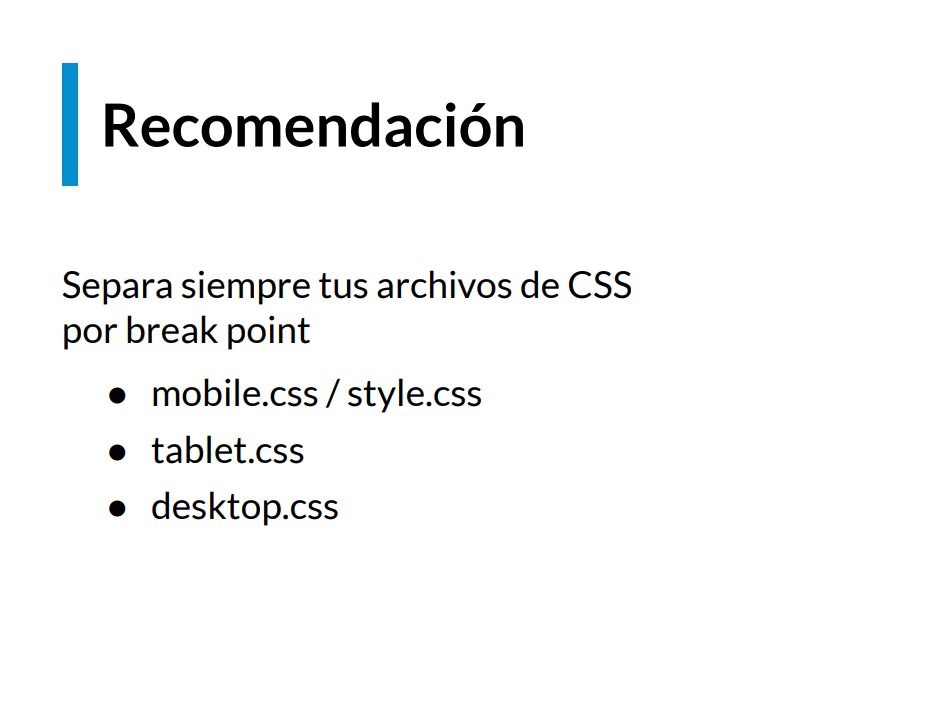 Recomendación
Separa siempre tus archivos de CSS
por break point
● mobile.css / style.css
● tablet.css
● desktop.css